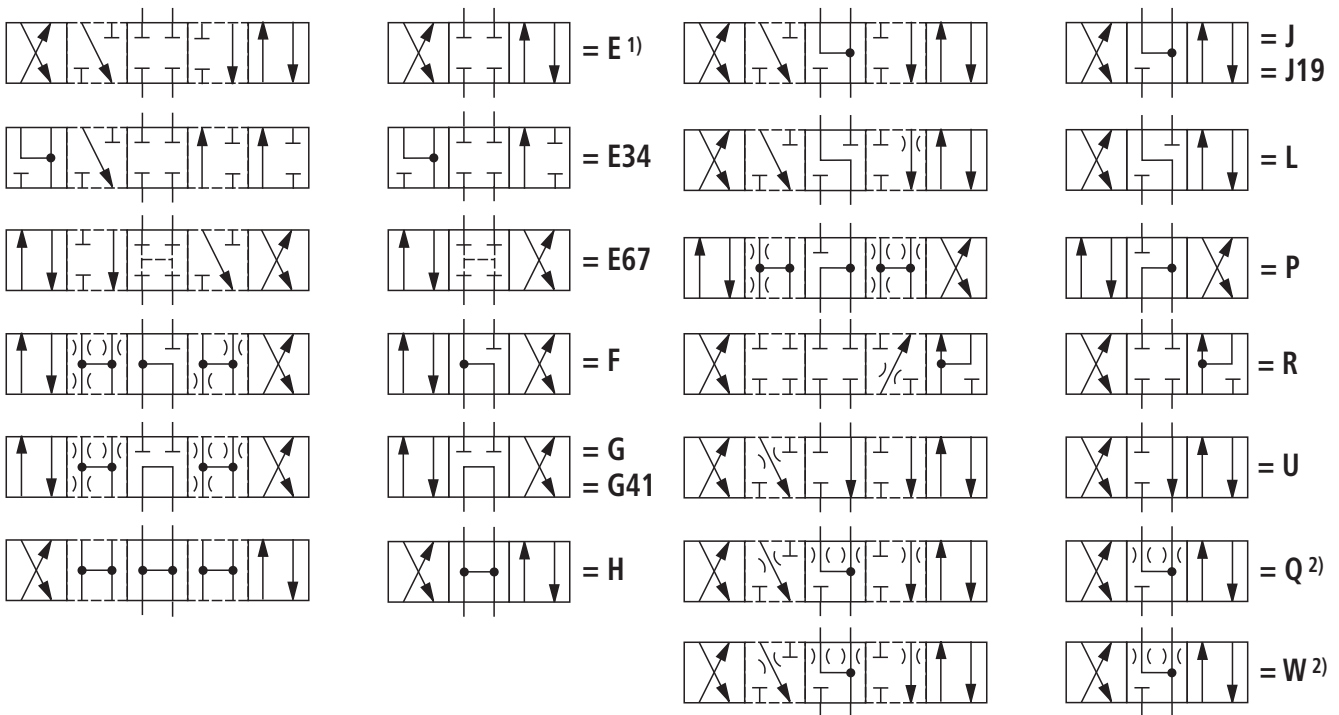 = E 1)
= E34
= E67
= F
= G
= G41
= H
= J
= J19
= L
= P
= R
= U
= Q 2)
= W 2)